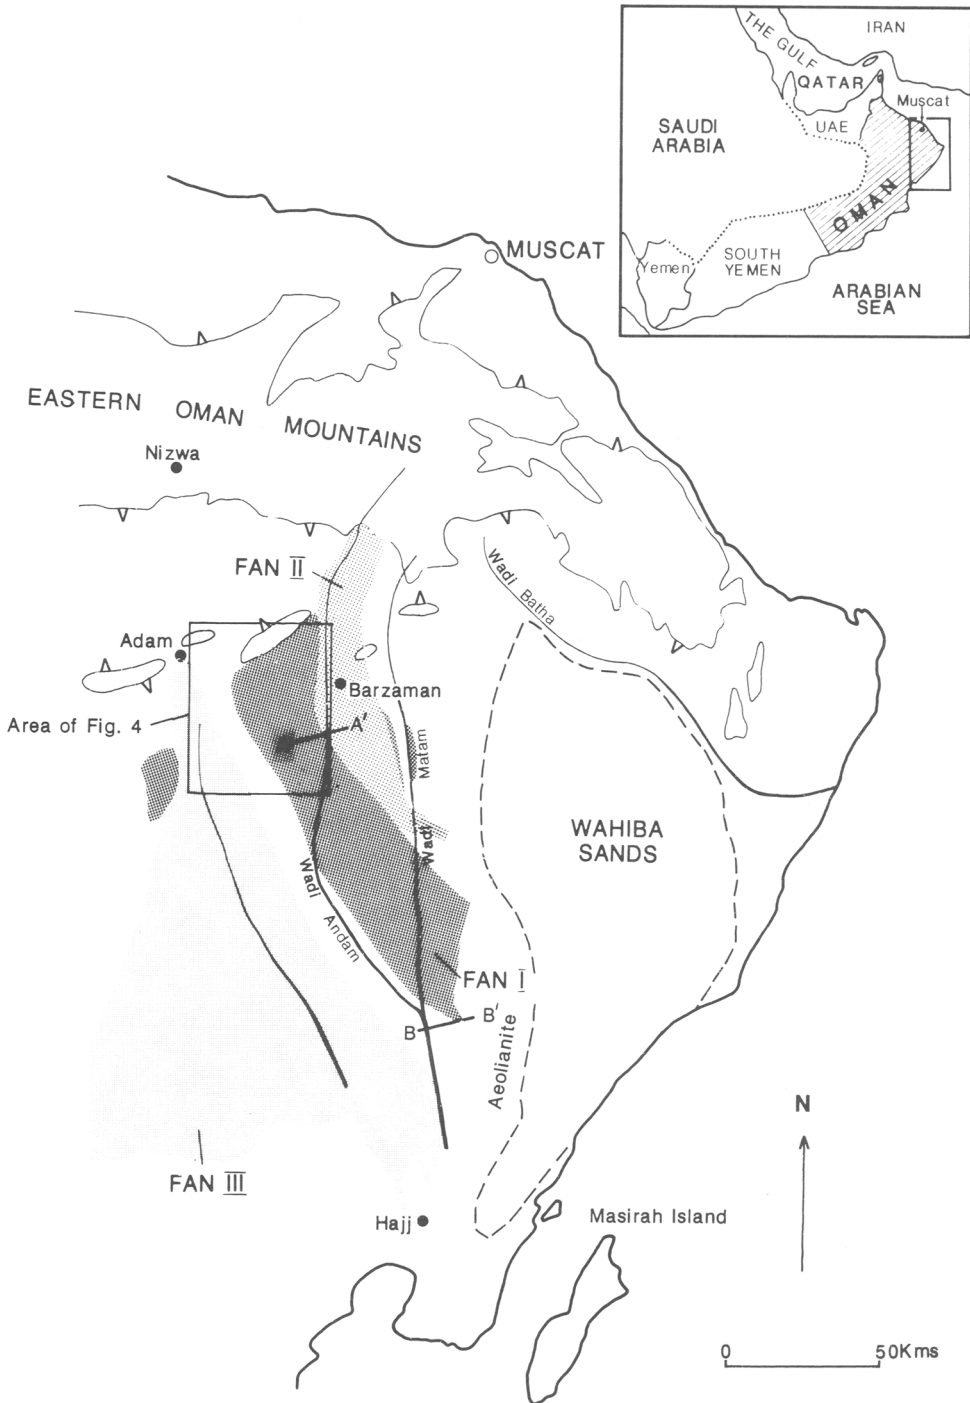 IRAN
THE GULF
QATAR
Muscat
UAE
SAUDI
ARABIA
OMAN
SOUTH
YEMEN
Yemen
ARABIAN
SEA
MUSCAT
EASTERN OMAN MOUNTAINS
Nizwa
FAN II
Wadi Batha
Adam
Barzaman
Area of Fig. 4
A'
Wadi Matam
WAHIBA
SANDS
Wadi Andam
FAN I
B
B'
Aeolianite
N
FAN III
Hajj
Masirah Island
0 50Kms